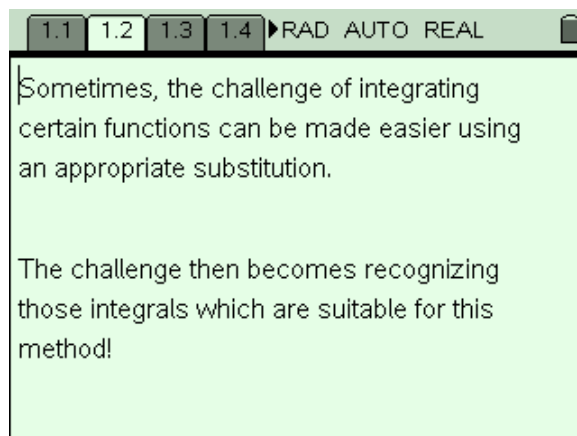 1.1 1.2 1.3 1.4 RAD AUTO REAL
Sometimes, the challenge of integrating
certain functions can be made easier using
an appropriate substitution.
The challenge then becomes recognizing
those integrals which are suitable for this
method!